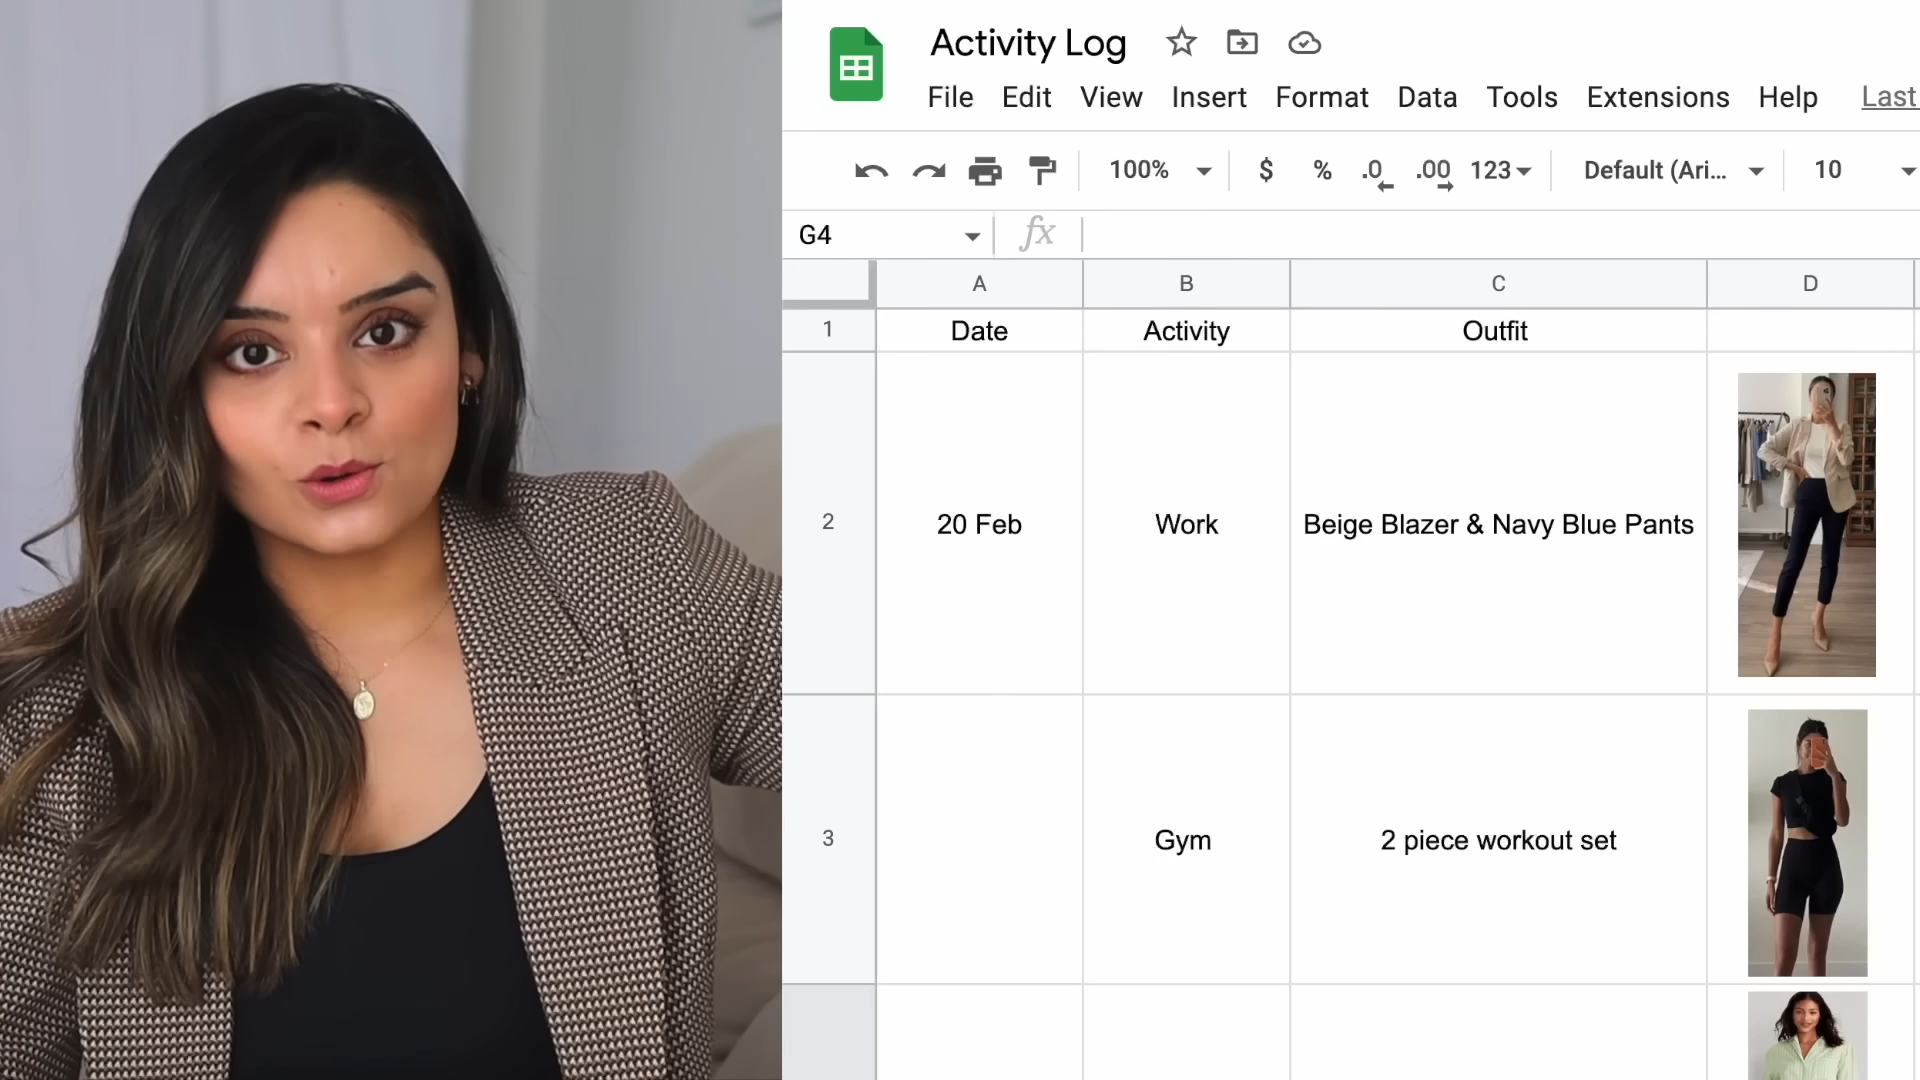 Activity Log
File Edit View Insert Format Data Tools Extensions Help Last
100% $ % .0 .00 123 Default (Ari... 10
G4 fx
A B C D
1 Date Activity Outfit
2 20 Feb Work Beige Blazer & Navy Blue Pants
3 Gym 2 piece workout set